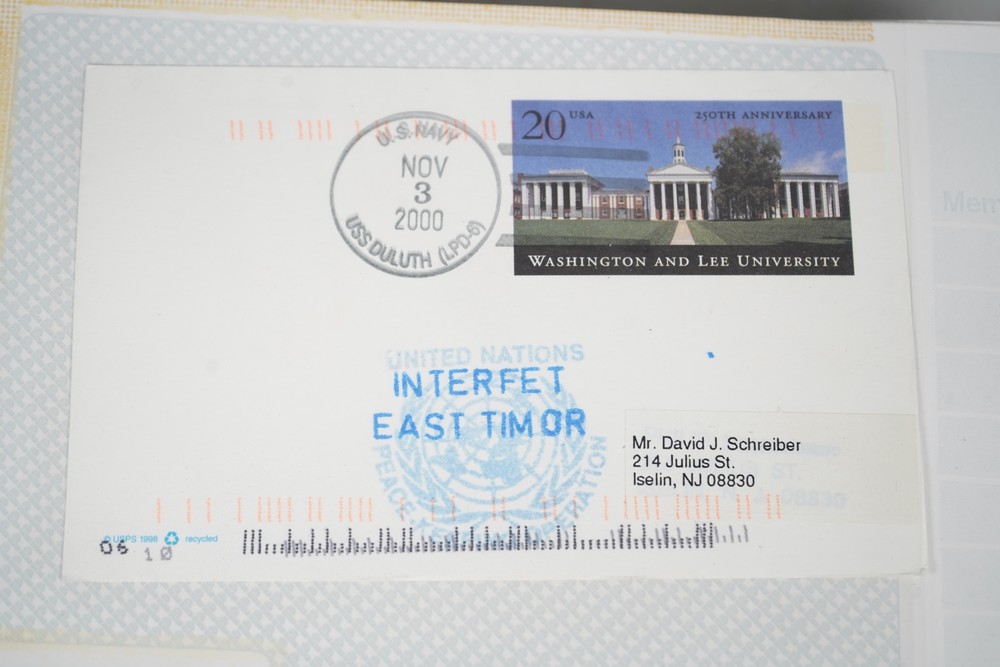 20 USA
250TH ANNIVERSARY
U.S. NAVY
NOV
3
2000
USS DULUTH (LPD-6)
WASHINGTON AND LEE UNIVERSITY
UNITED NATIONS
INTERFET
EAST TIMOR
PEACE
Mr. David J. Schreiber
214 Julius St.
Iselin, NJ 08830
© USPS 1998 recycled
06 10